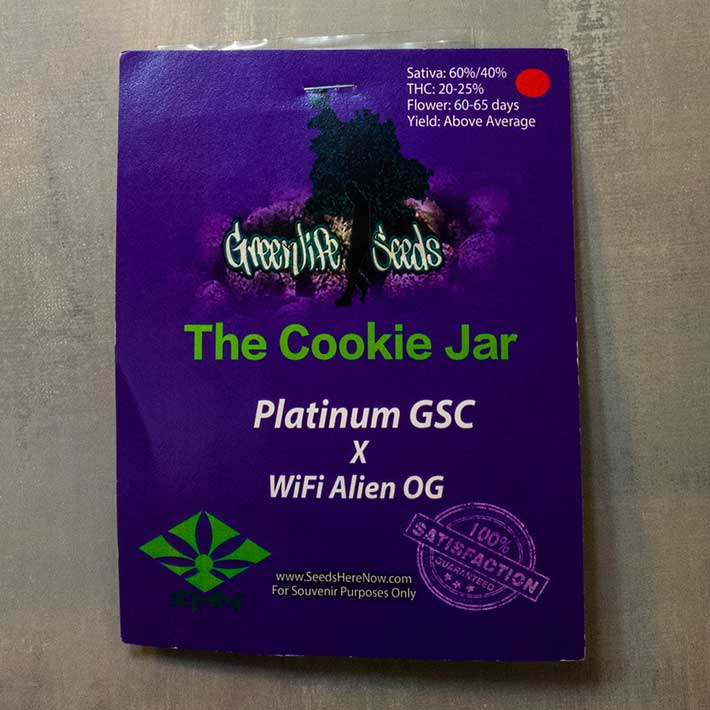 Sativa: 60%/40%
THC: 20-25%
Flower: 60-65 days
Yield: Above Average
Greenlife Seeds
The Cookie Jar
Platinum GSC
X
WiFi Alien OG
100%
SATISFACTION
GUARANTEED
www.SeedsHereNow.com
For Souvenir Purposes Only